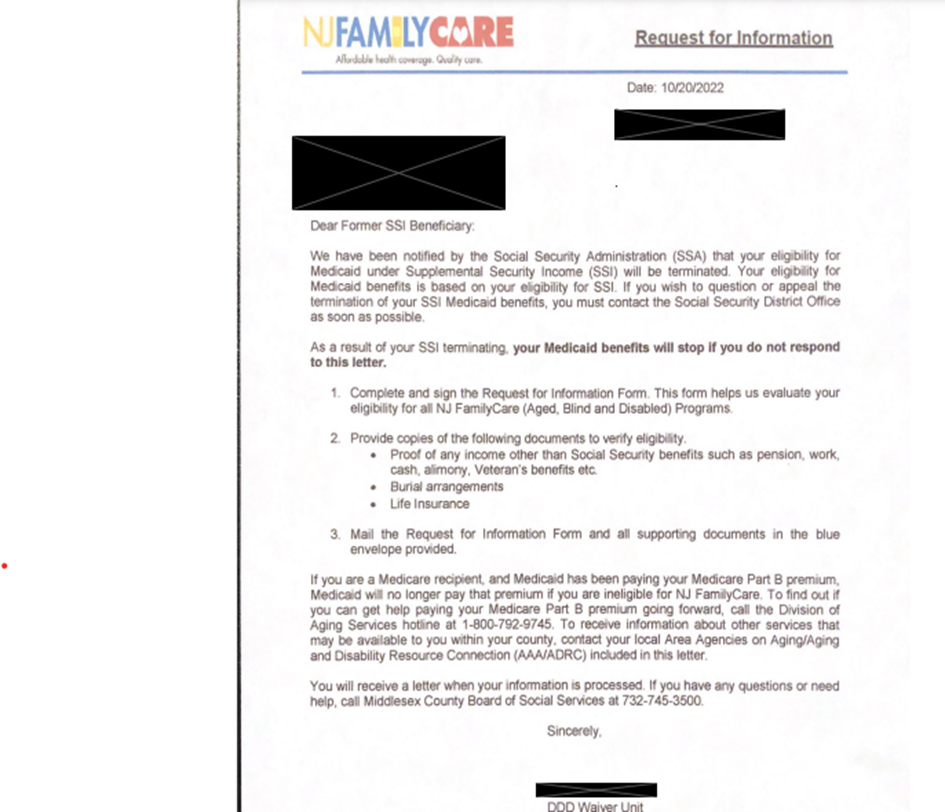 NJFAMILYCARE
Affordable health coverage. Quality care.
Request for Information
Date: 10/20/2022
Dear Former SSI Beneficiary:
We have been notified by the Social Security Administration (SSA) that your eligibility for
Medicaid under Supplemental Security Income (SSI) will be terminated. Your eligibility for
Medicaid benefits is based on your eligibility for SSI. If you wish to question or appeal the
termination of your SSI Medicaid benefits, you must contact the Social Security District Office
as soon as possible.
As a result of your SSI terminating, your Medicaid benefits will stop if you do not respond
to this letter.
1. Complete and sign the Request for Information Form. This form helps us evaluate your
eligibility for all NJ FamilyCare (Aged, Blind and Disabled) Programs.
2. Provide copies of the following documents to verify eligibility.
• Proof of any income other than Social Security benefits such as pension, work,
cash, alimony, Veteran's benefits etc.
• Burial arrangements
• Life Insurance
3. Mail the Request for Information Form and all supporting documents in the blue
envelope provided.
If you are a Medicare recipient, and Medicaid has been paying your Medicare Part B premium,
Medicaid will no longer pay that premium if you are ineligible for NJ FamilyCare. To find out if
you can get help paying your Medicare Part B premium going forward, call the Division of
Aging Services hotline at 1-800-792-9745. To receive information about other services that
may be available to you within your county, contact your local Area Agencies on Aging/Aging
and Disability Resource Connection (AAA/ADRC) included in this letter.
You will receive a letter when your information is processed. If you have any questions or need
help, call Middlesex County Board of Social Services at 732-745-3500.
Sincerely,
DDD Waiver Unit